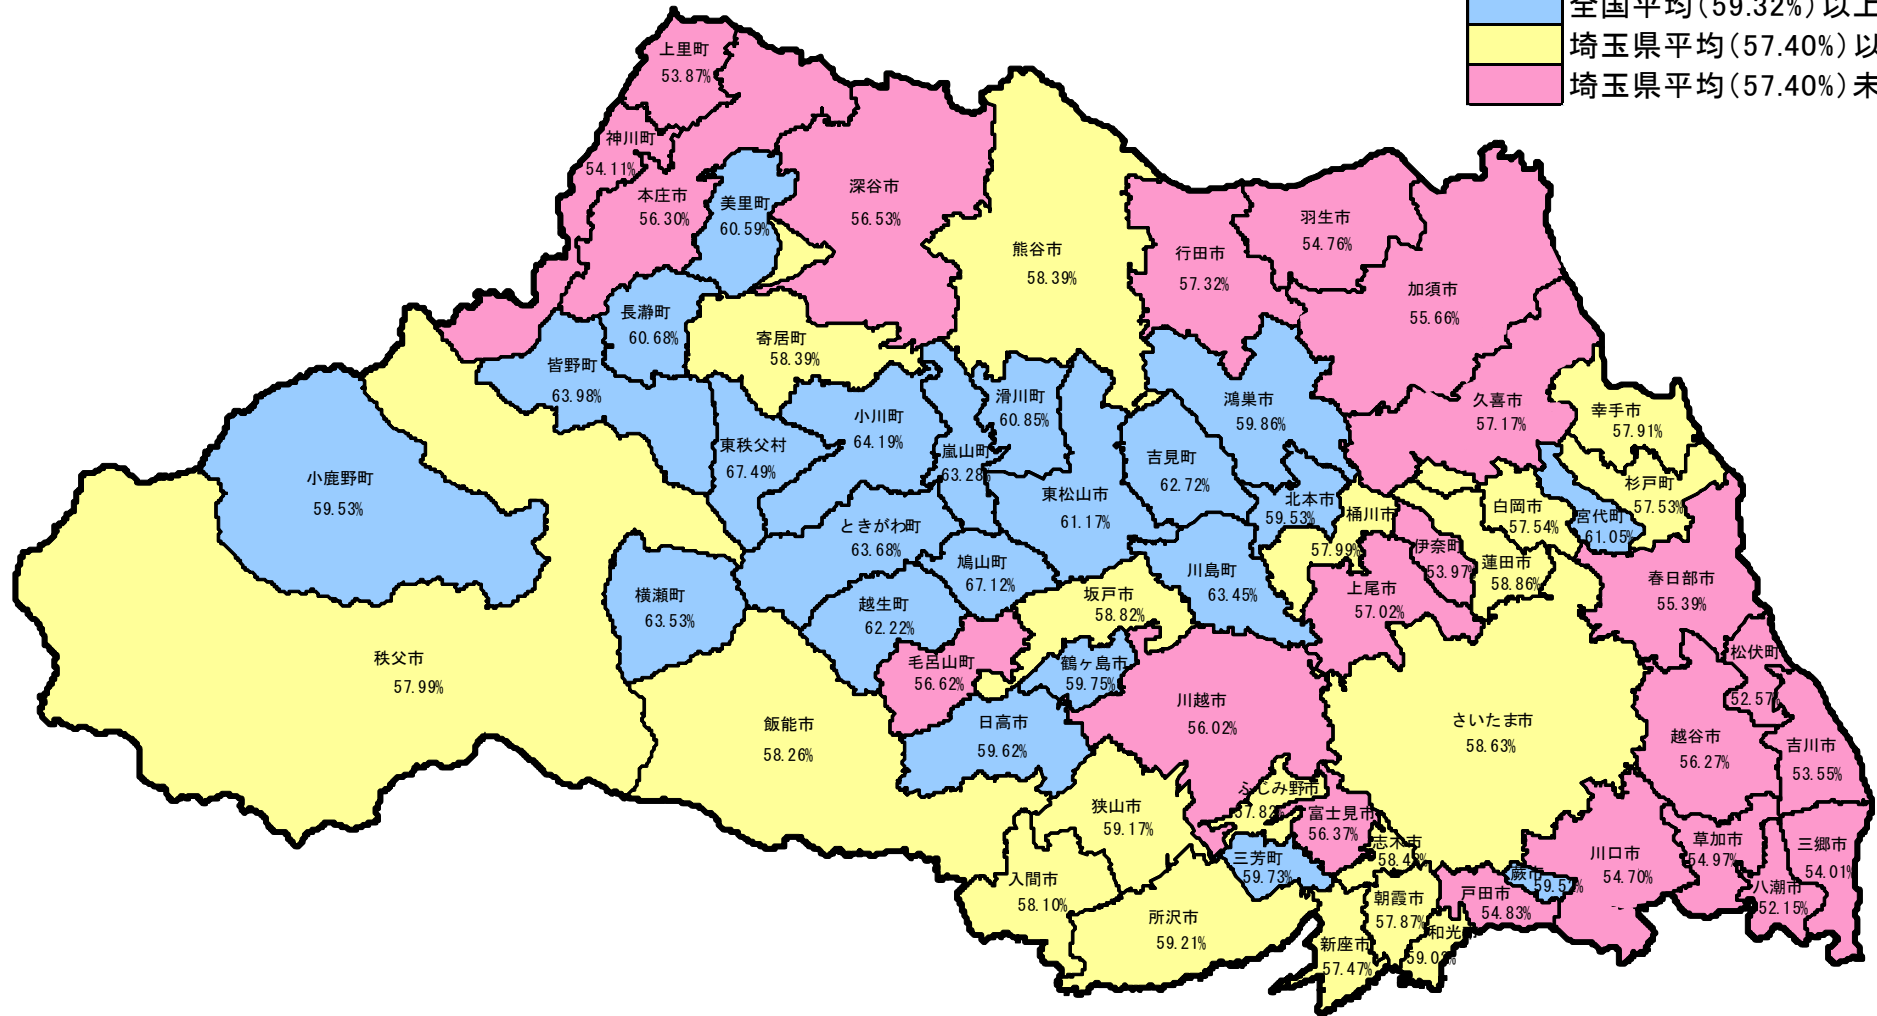 全国平均(59.32%)以上
埼玉県平均(57.40%)以
埼玉県平均(57.40%)未
上里町
53.87%
神川町
54.11%
本庄市
56.30%
美里町
60.59%
深谷市
56.53%
熊谷市
58.39%
行田市
57.32%
羽生市
54.76%
加須市
55.66%
長瀞町
60.68%
寄居町
58.39%
皆野町
63.98%
小鹿野町
59.53%
東秩父村
67.49%
小川町
64.19%
嵐山町
63.28%
滑川町
60.85%
東松山市
61.17%
吉見町
62.72%
鴻巣市
59.86%
久喜市
57.17%
幸手市
57.91%
杉戸町
57.53%
宮代町
61.05%
白岡市
57.54%
北本市
59.53%
桶川市
57.99%
伊奈町
53.97%
蓮田市
58.86%
上尾市
57.02%
春日部市
55.39%
ときがわ町
63.68%
鳩山町
67.12%
川島町
63.45%
横瀬町
63.53%
越生町
62.22%
坂戸市
58.82%
毛呂山町
56.62%
鶴ヶ島市
59.75%
秩父市
57.99%
飯能市
58.26%
日高市
59.62%
川越市
56.02%
さいたま市
58.63%
松伏町
52.57%
越谷市
56.27%
吉川市
53.55%
狭山市
59.17%
ふじみ野市
57.82%
富士見市
56.37%
三芳町
59.73%
志木市
入間市
58.10%
所沢市
59.21%
新座市
57.47%
朝霞市
57.87%
和光
戸田市
54.83%
蕨市
川口市
54.70%
草加市
54.97%
八潮市
52.15%
三郷市
54.01%